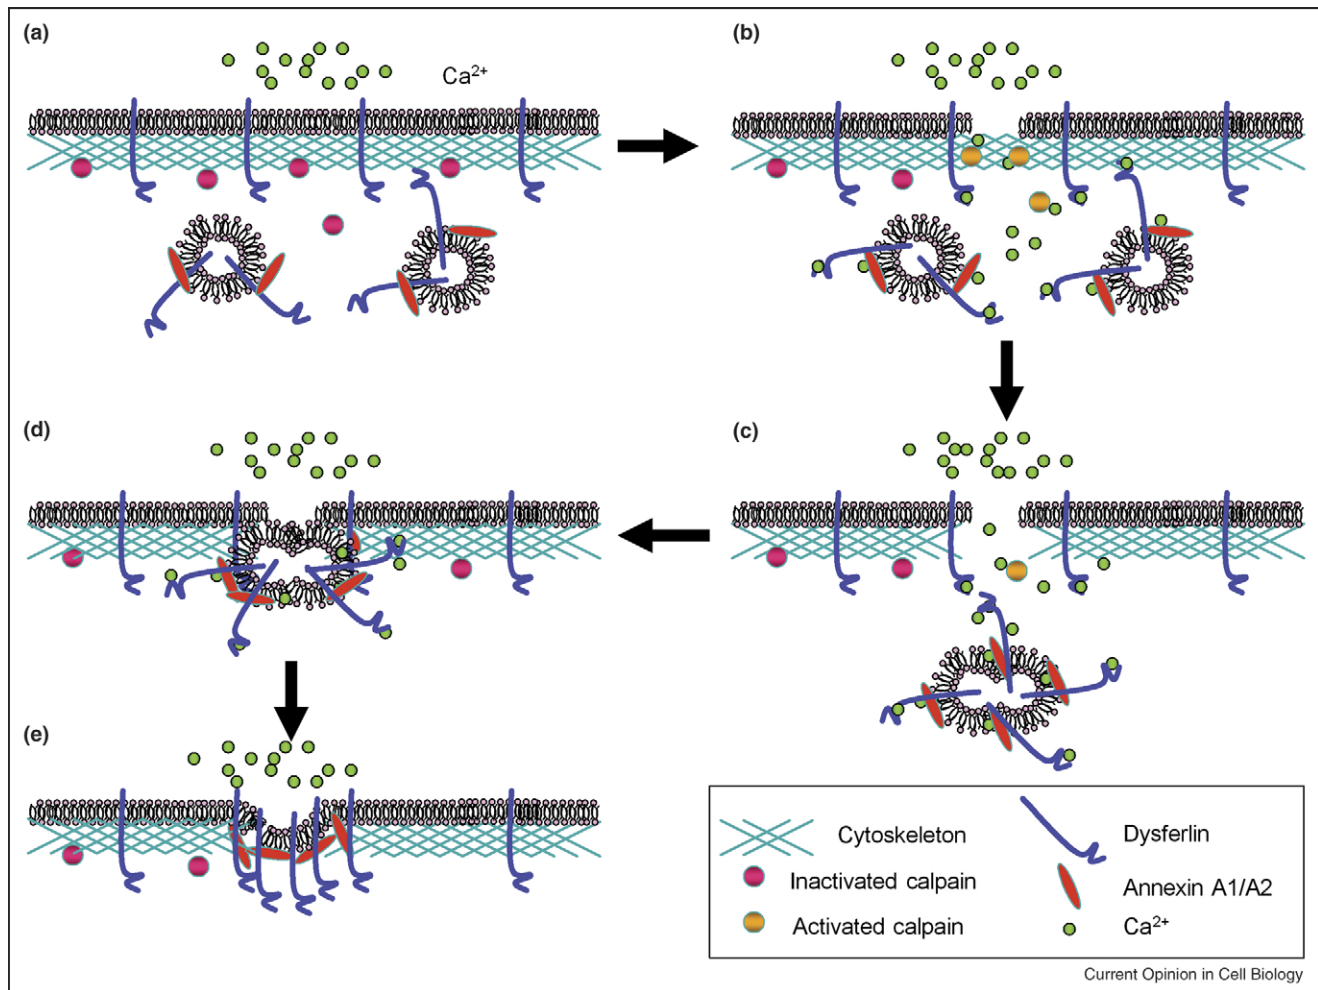 (a)
Ca²⁺
(b)
(d)
(c)
(e)
Cytoskeleton
Dysferlin
Inactivated calpain
Annexin A1/A2
Activated calpain
Ca²⁺
Current Opinion in Cell Biology